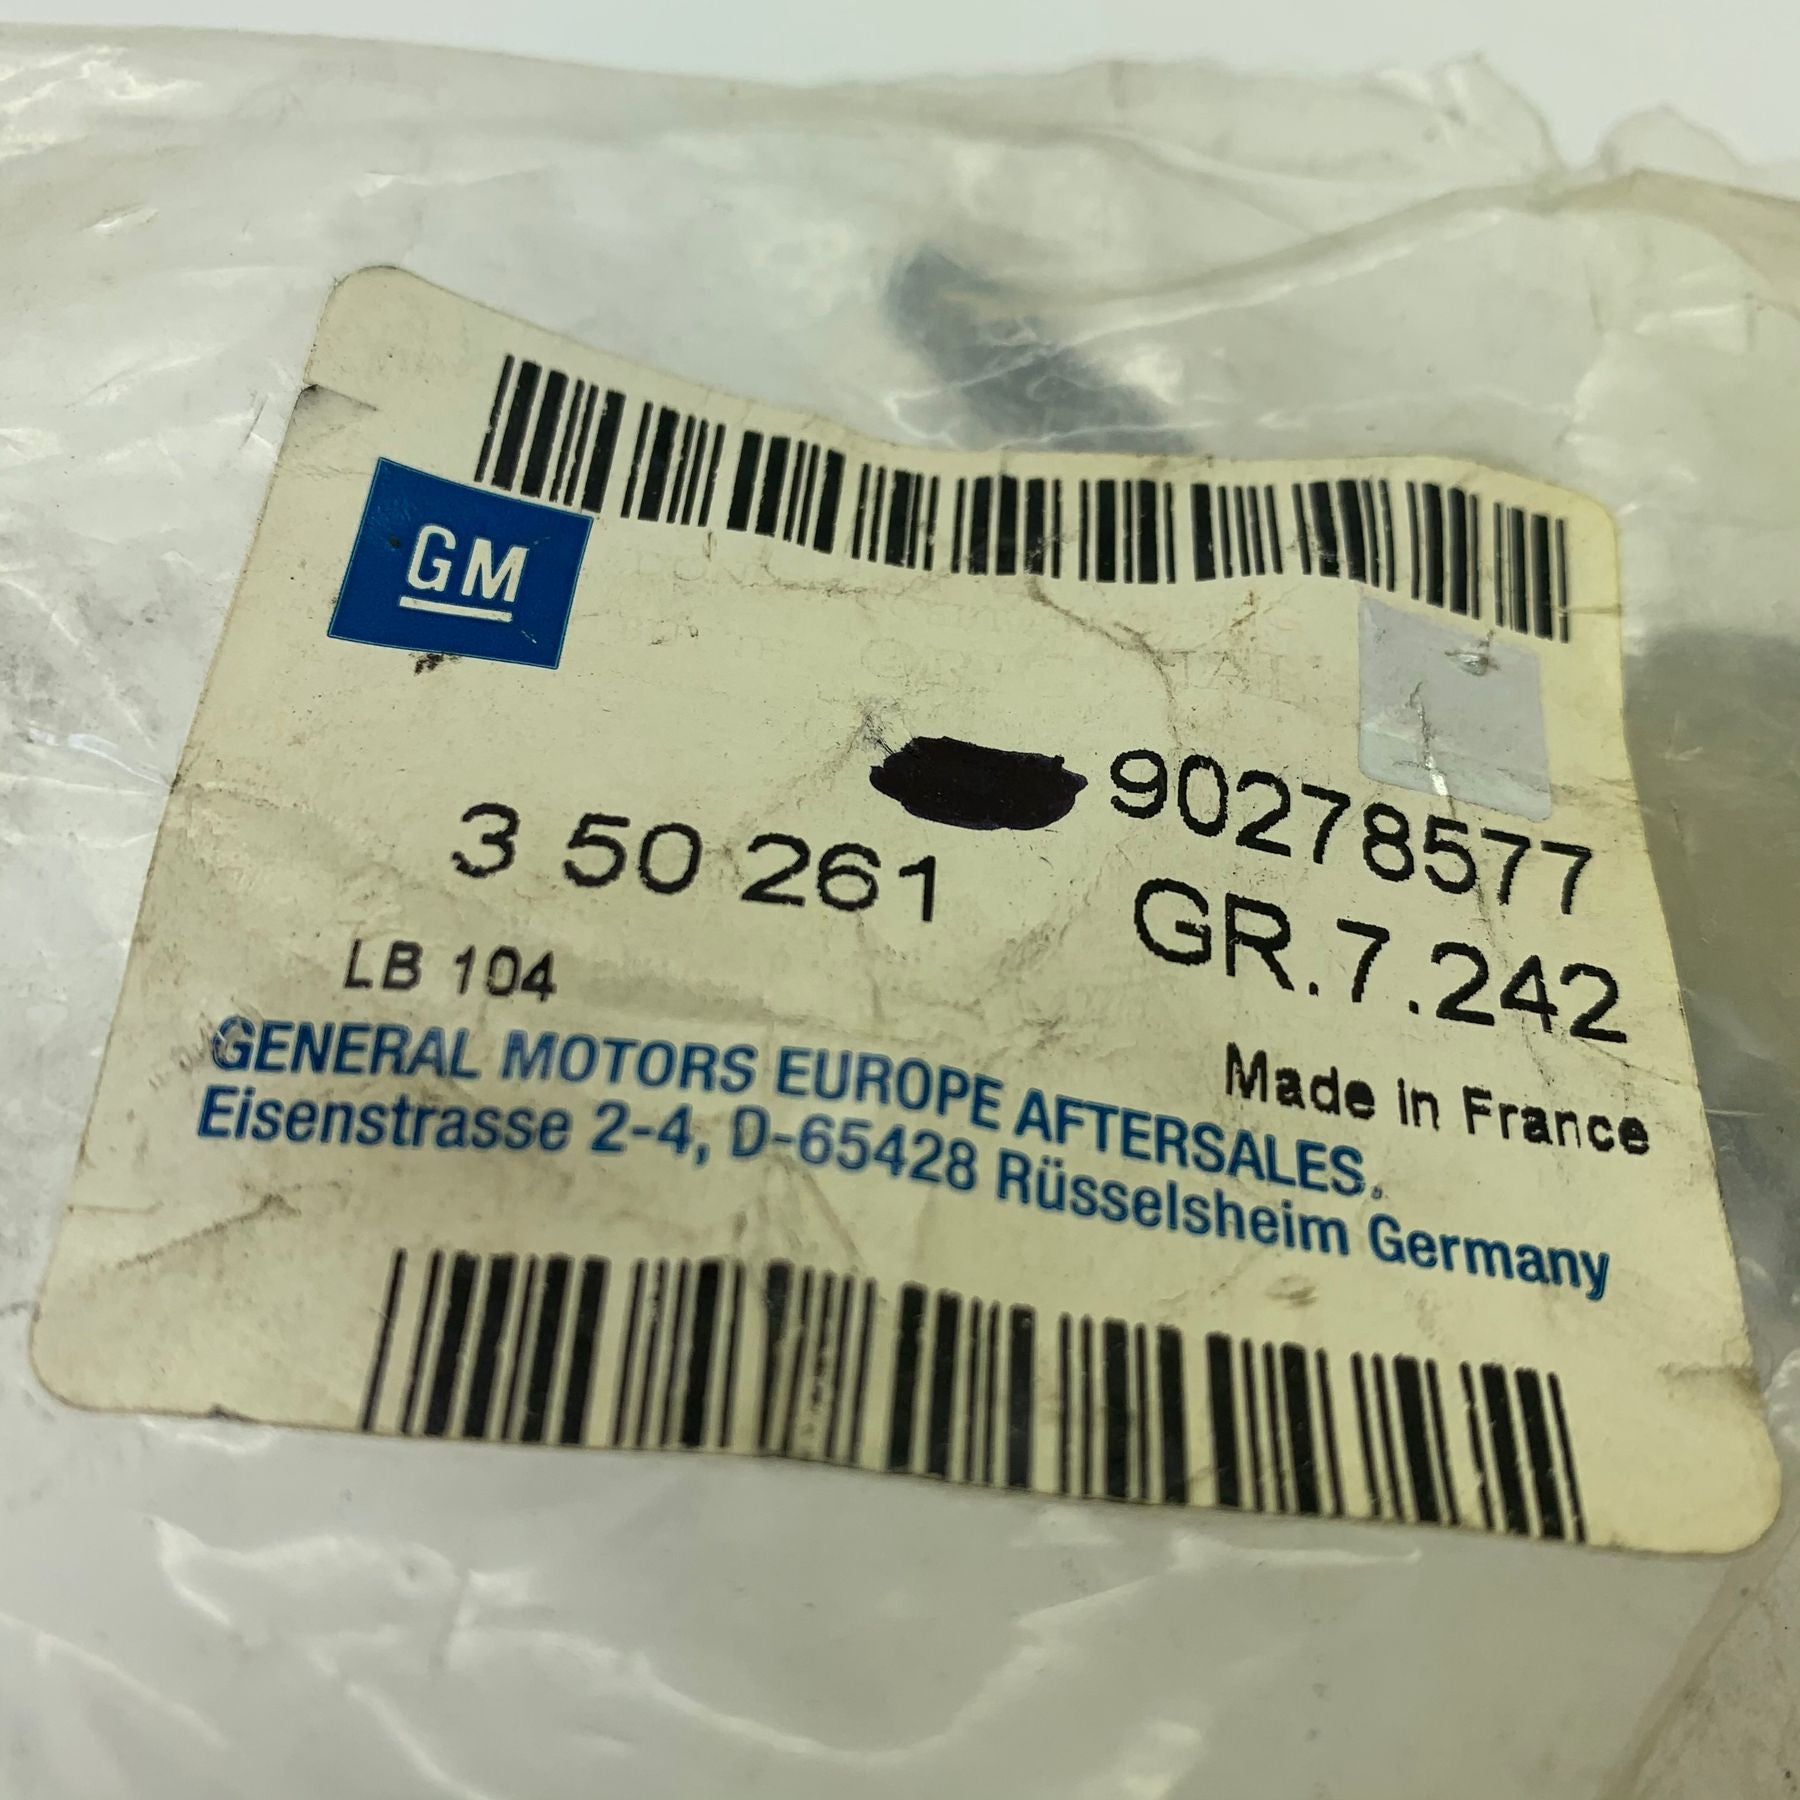 GM
90278577
3 50 261
GR.7.242
LB 104
Made in France
GENERAL MOTORS EUROPE AFTERSALES.
Eisenstrasse 2-4, D-65428 Rüsselsheim Germany